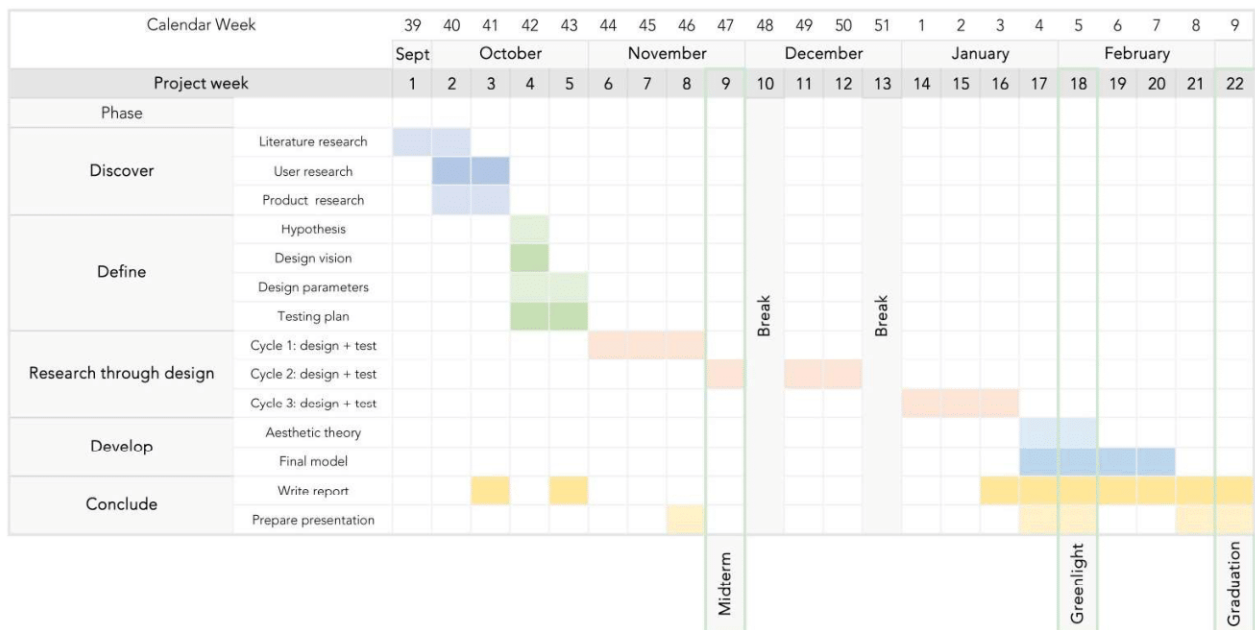 Calendar Week 39 40 41 42 43 44 45 46 47 48 49 50 51 1 2 3 4 5 6 7 8 9
Sept October November December January February
Project week 1 2 3 4 5 6 7 8 9 10 11 12 13 14 15 16 17 18 19 20 21 22
Phase
Discover
Literature research
User research
Product research
Define
Hypothesis
Design vision
Design parameters
Testing plan
Research through design
Cycle 1: design + test
Cycle 2: design + test
Cycle 3: design + test
Develop
Aesthetic theory
Final model
Conclude
Write report
Prepare presentation
Break
Break
Midterm
Greenlight
Graduation